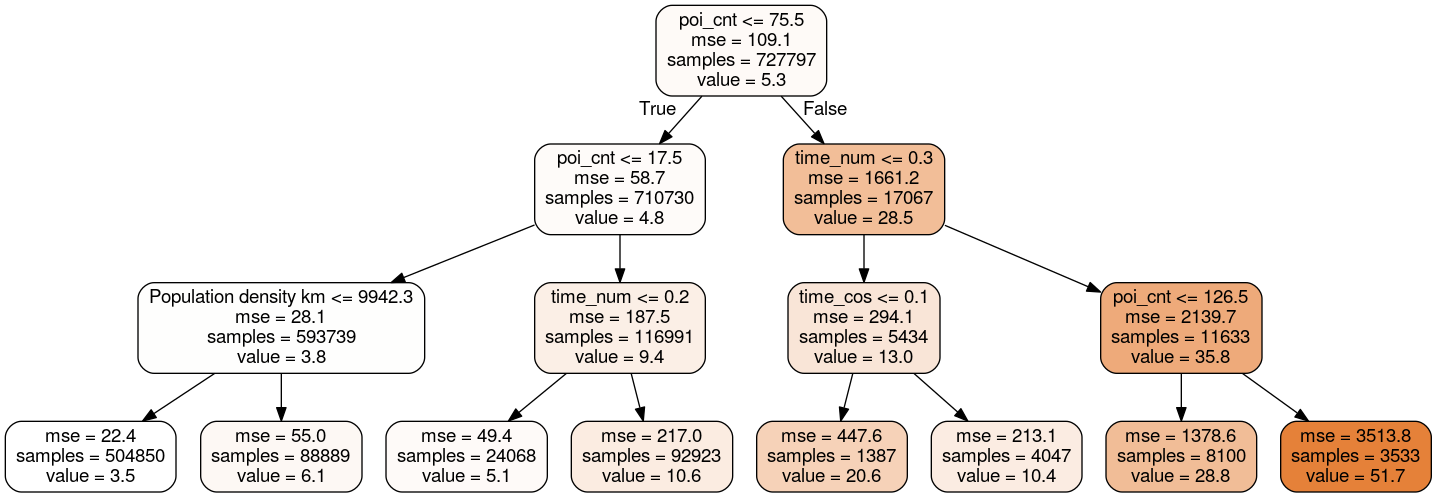 poi_cnt <= 75.5
mse = 109.1
samples = 727797
value = 5.3
True
False
poi_cnt <= 17.5
mse = 58.7
samples = 710730
value = 4.8
time_num <= 0.3
mse = 1661.2
samples = 17067
value = 28.5
Population density km <= 9942.3
mse = 28.1
samples = 593739
value = 3.8
time_num <= 0.2
mse = 187.5
samples = 116991
value = 9.4
time_cos <= 0.1
mse = 294.1
samples = 5434
value = 13.0
poi_cnt <= 126.5
mse = 2139.7
samples = 11633
value = 35.8
mse = 22.4
samples = 504850
value = 3.5
mse = 55.0
samples = 88889
value = 6.1
mse = 49.4
samples = 24068
value = 5.1
mse = 217.0
samples = 92923
value = 10.6
mse = 447.6
samples = 1387
value = 20.6
mse = 213.1
samples = 4047
value = 10.4
mse = 1378.6
samples = 8100
value = 28.8
mse = 3513.8
samples = 3533
value = 51.7